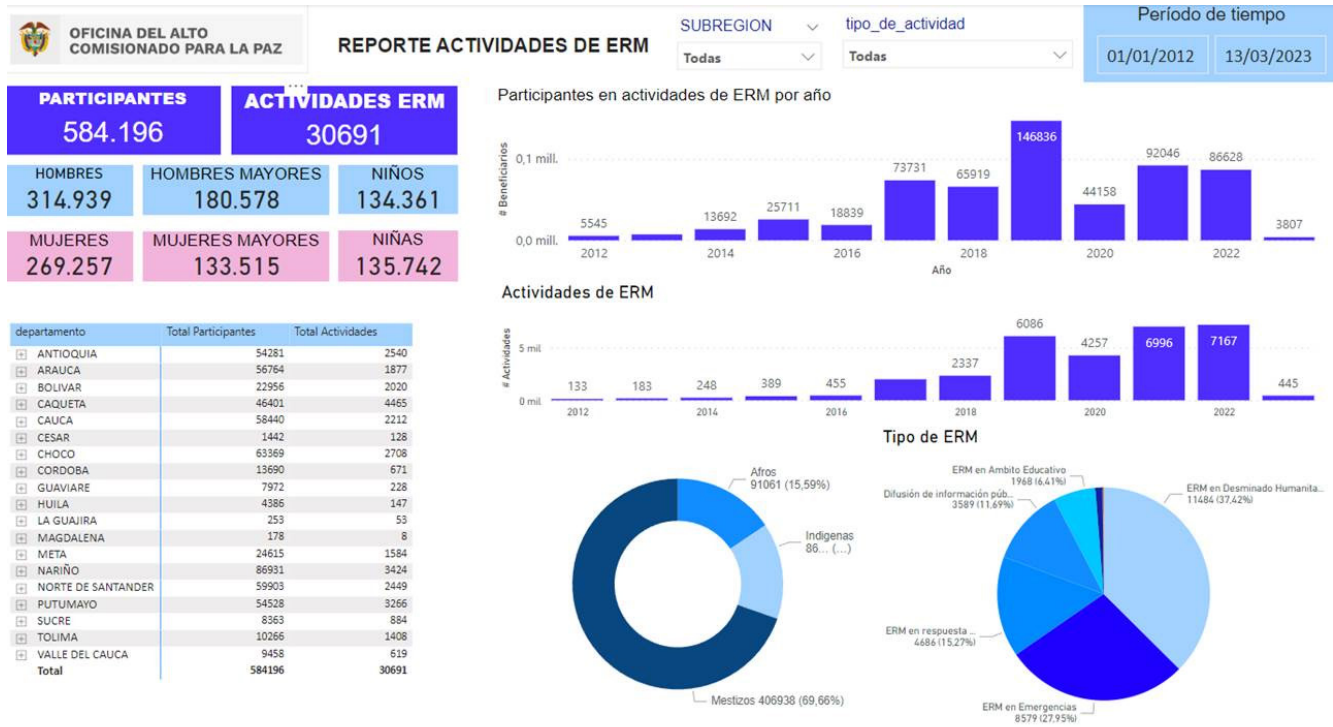 OFICINA DEL ALTO
COMISIONADO PARA LA PAZ
REPORTE ACTIVIDADES DE ERM
SUBREGION
Todas
tipo_de_actividad
Todas
Período de tiempo
01/01/2012 13/03/2023
PARTICIPANTES
584.196
ACTIVIDADES ERM
30691
HOMBRES
314.939
HOMBRES MAYORES
180.578
NIÑOS
134.361
MUJERES
269.257
MUJERES MAYORES
133.515
NIÑAS
135.742
Participantes en actividades de ERM por año
# Beneficiarios
0,1 mill.
0,0 mill.
5545
13692
25711
18839
73731
65919
146836
44158
92046
86628
3807
2012 2014 2016 2018 2020 2022
Año
Actividades de ERM
# Actividades
5 mil
0 mil
133
183
248
389
455
2337
6086
4257
6996
7167
445
2012 2014 2016 2018 2020 2022
departamento Total Participantes Total Actividades
ANTIOQUIA 54281 2540
ARAUCA 56764 1877
BOLIVAR 22956 2020
CAQUETA 46401 4465
CAUCA 58440 2212
CESAR 1442 128
CHOCO 63369 2708
CORDOBA 13690 671
GUAVIARE 7972 228
HUILA 4386 147
LA GUAJIRA 253 53
MAGDALENA 178 8
META 24615 1584
NARIÑO 86931 3424
NORTE DE SANTANDER 59903 2449
PUTUMAYO 54528 3266
SUCRE 8363 884
TOLIMA 10266 1408
VALLE DEL CAUCA 9458 619
Total 584196 30691
Afros
91061 (15,59%)
Indigenas
86... (...)
Mestizos 406938 (69,66%)
Tipo de ERM
ERM en Ambito Educativo
1968 (6,41%)
Difusión de información púb...
3589 (11,69%)
ERM en Desminado Humanita...
11484 (37,42%)
ERM en respuesta ...
4686 (15,27%)
ERM en Emergencias
8579 (27,95%)